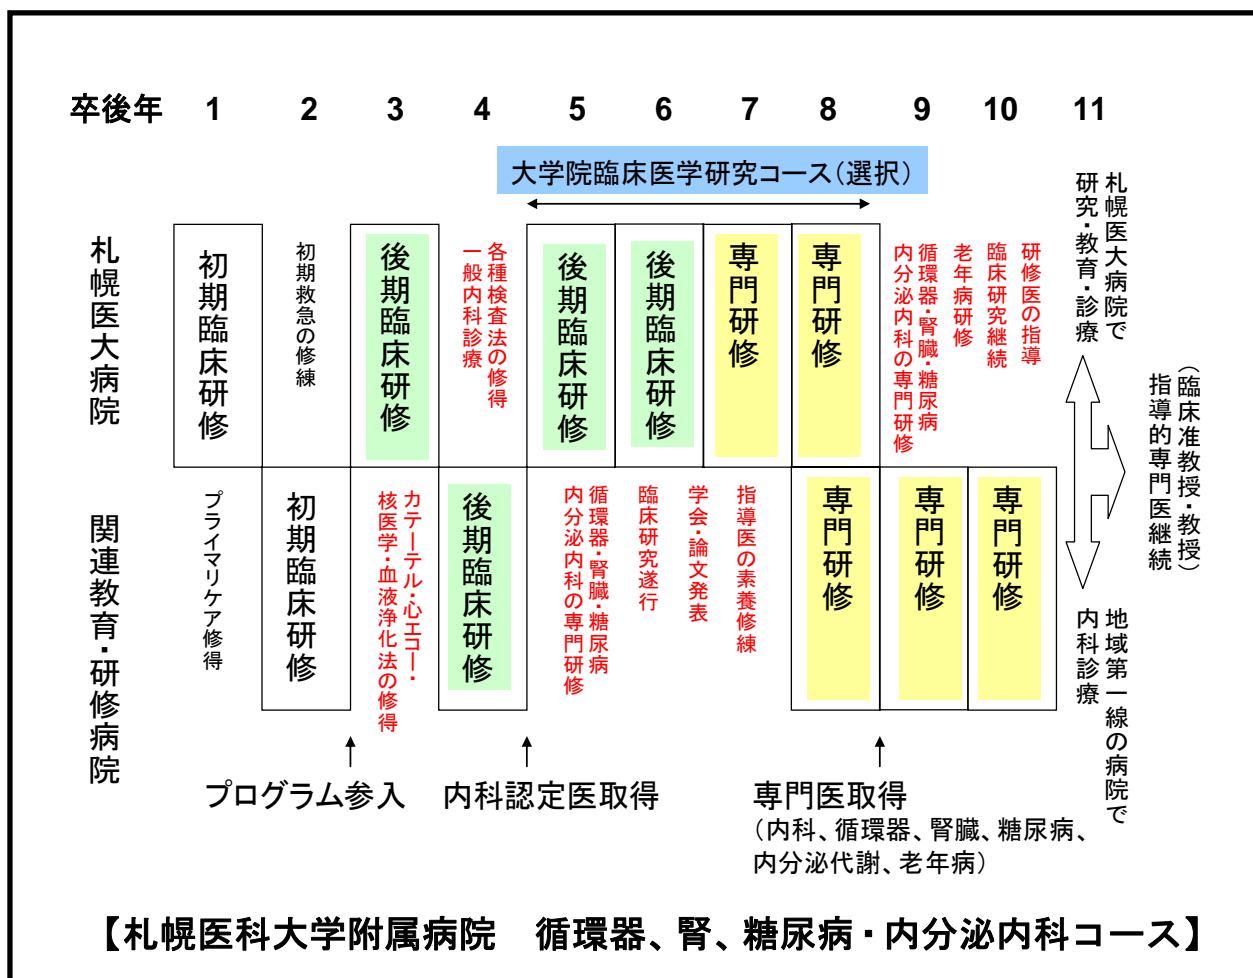 卒後年 1 2 3 4 5 6 7 8 9 10 11
大学院臨床医学研究コース(選択)
札幌医大病院
初期臨床研修
初期救急の修練
後期臨床研修
各種検査法の修得
一般内科診療
後期臨床研修
後期臨床研修
専門研修
専門研修
循環器・腎臓・糖尿病
内分泌内科の専門研修
老年病研修
臨床研究継続
研修医の指導
札幌医大病院で
研究・教育・診療
(臨床准教授・教授)
指導的専門医継続
関連教育・研修病院
プライマリケア修得
初期臨床研修
カテーテル・心エコー・
核医学・血液浄化法の修得
後期臨床研修
循環器・腎臓・糖尿病
内分泌内科の専門研修
臨床研究遂行
学会・論文発表
指導医の素養修練
専門研修
専門研修
専門研修
地域第一線の病院で
内科診療
プログラム参入
内科認定医取得
専門医取得
(内科、循環器、腎臓、糖尿病、
内分泌代謝、老年病)
【札幌医科大学附属病院 循環器、腎、糖尿病・内分泌内科コース】